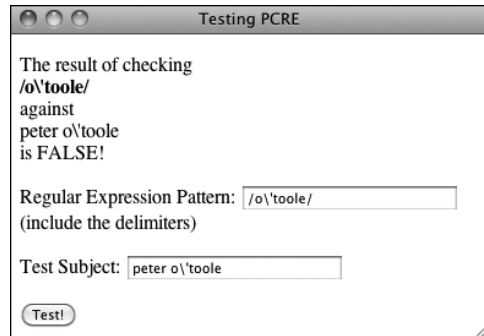 Testing PCRE
The result of checking
/o\'toole/
against
peter o\'toole
is FALSE!
Regular Expression Pattern: /o\'toole/
(include the delimiters)
Test Subject: peter o\'toole
Test!